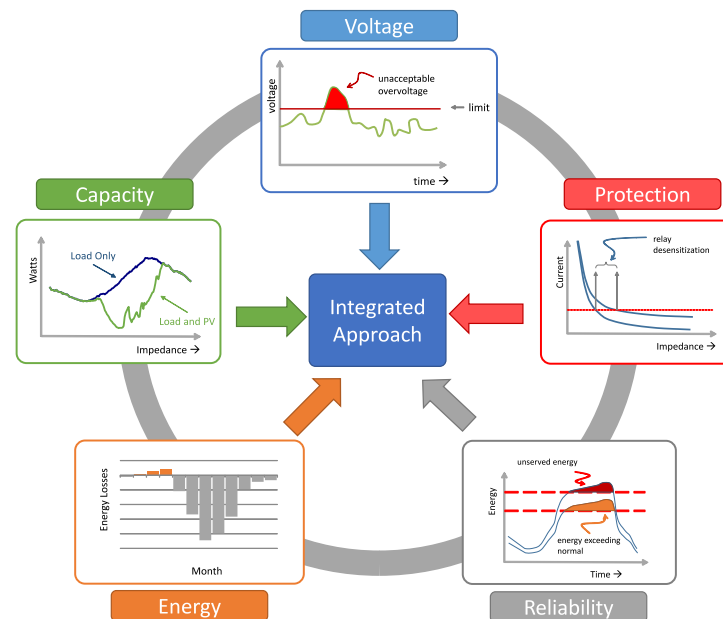 Voltage
voltage
unacceptable
overvoltage
limit
time →
Capacity
Watts
Load Only
Load and PV
Impedance →
Protection
Current
relay
desensitization
Impedance →
Integrated
Approach
Energy Losses
Month
Energy
unserved energy
Energy
energy exceeding
normal
Time →
Reliability